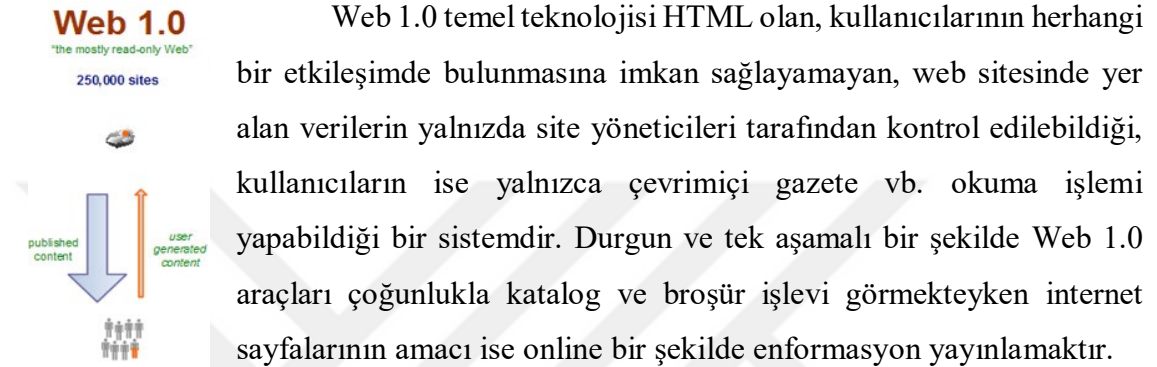 Web 1.0
"the mostly read-only Web"
250,000 sites
published
content
user
generated
content
Web 1.0 temel teknolojisi HTML olan, kullanıcılarının herhangi
bir etkileşimde bulunmasına imkan sağlayamayan, web sitesinde yer
alan verilerin yalnızda site yöneticileri tarafından kontrol edilebildiği,
kullanıcıların ise yalnızca çevrimiçi gazete vb. okuma işlemi
yapabildiği bir sistemdir. Durgun ve tek aşamalı bir şekilde Web 1.0
araçları çoğunlukla katalog ve broşür işlevi görmekteyken internet
sayfalarının amacı ise online bir şekilde enformasyon yayınlamaktır.